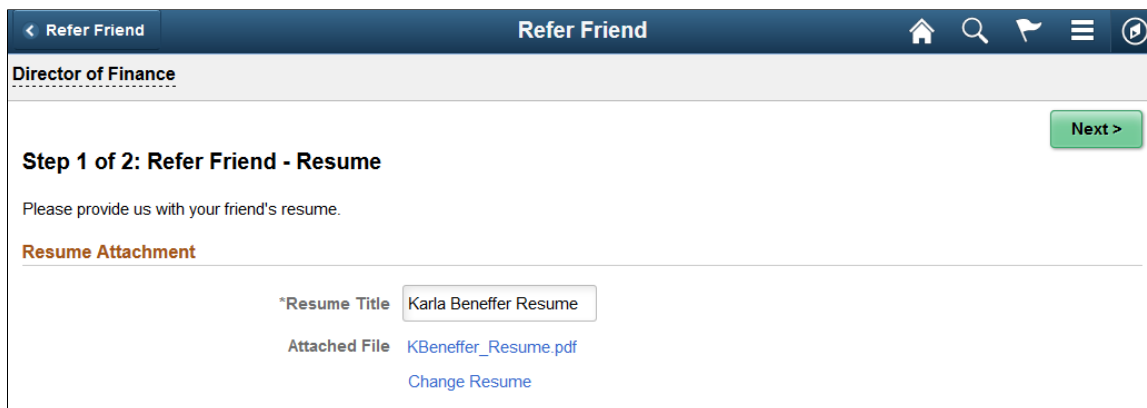 Refer Friend
Refer Friend
Director of Finance
Next >
Step 1 of 2: Refer Friend - Resume
Please provide us with your friend's resume.
Resume Attachment
*Resume Title Karla Beneffer Resume
Attached File KBeneffer_Resume.pdf
Change Resume